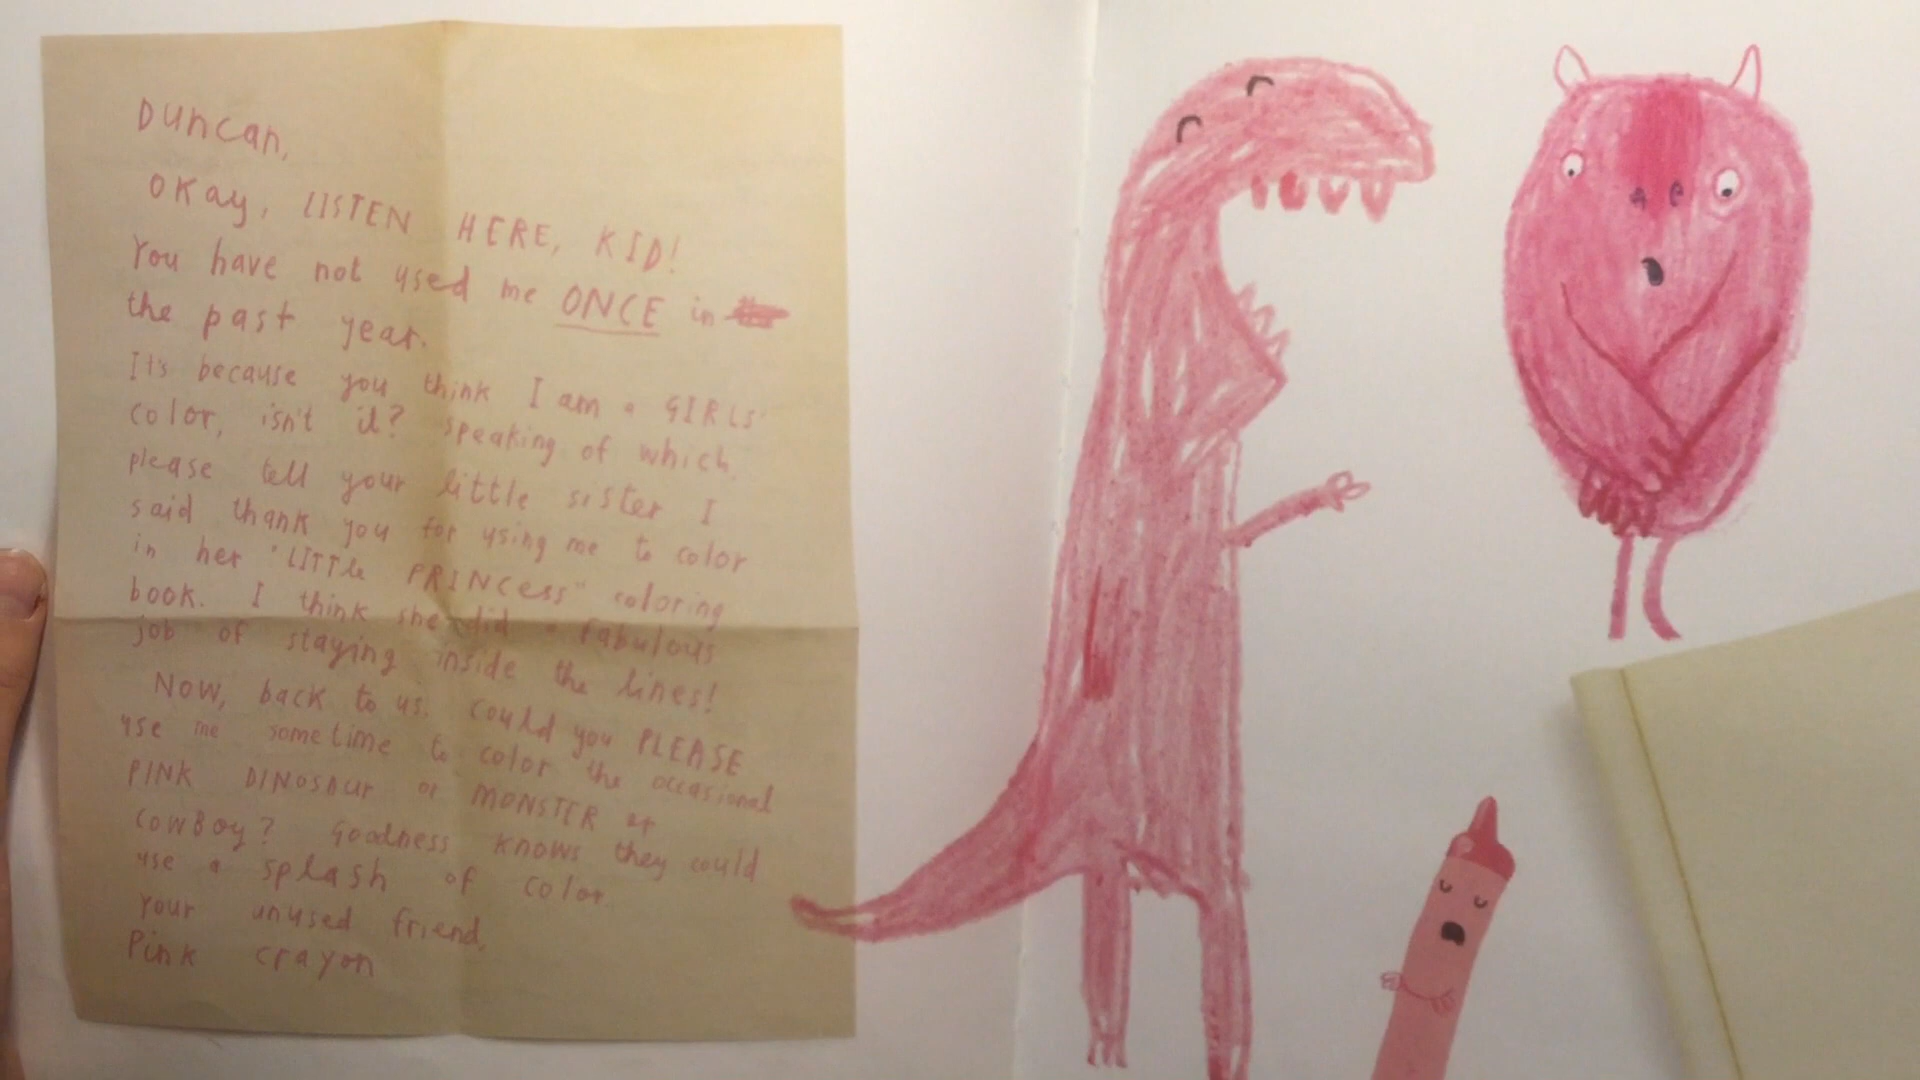 Duncan,
Okay, LISTEN HERE, KID!
You have not used me ONCE in
the past year.
It's because you think I am a GIRLS'
color, isn't it? Speaking of which,
please tell your little sister I
said thank you for using me to color
in her "LITTLE PRINCess" coloring
book. I think she did a fabulous
job of staying inside the lines!
Now, back to us. Could you PLEASE
use me sometime to color the occasional
PINK DINOSAUR or MONSTER or
COWBOY? Goodness knows they could
use a splash of color.
Your unused friend,
Pink crayon